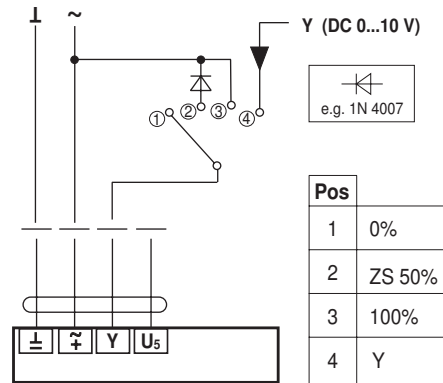 ⊥ ~
Y (DC 0...10 V)
① ② ③ ④
e.g. 1N 4007
Pos
1 0%
2 ZS 50%
3 100%
4 Y
⊥ ~+ Y U5